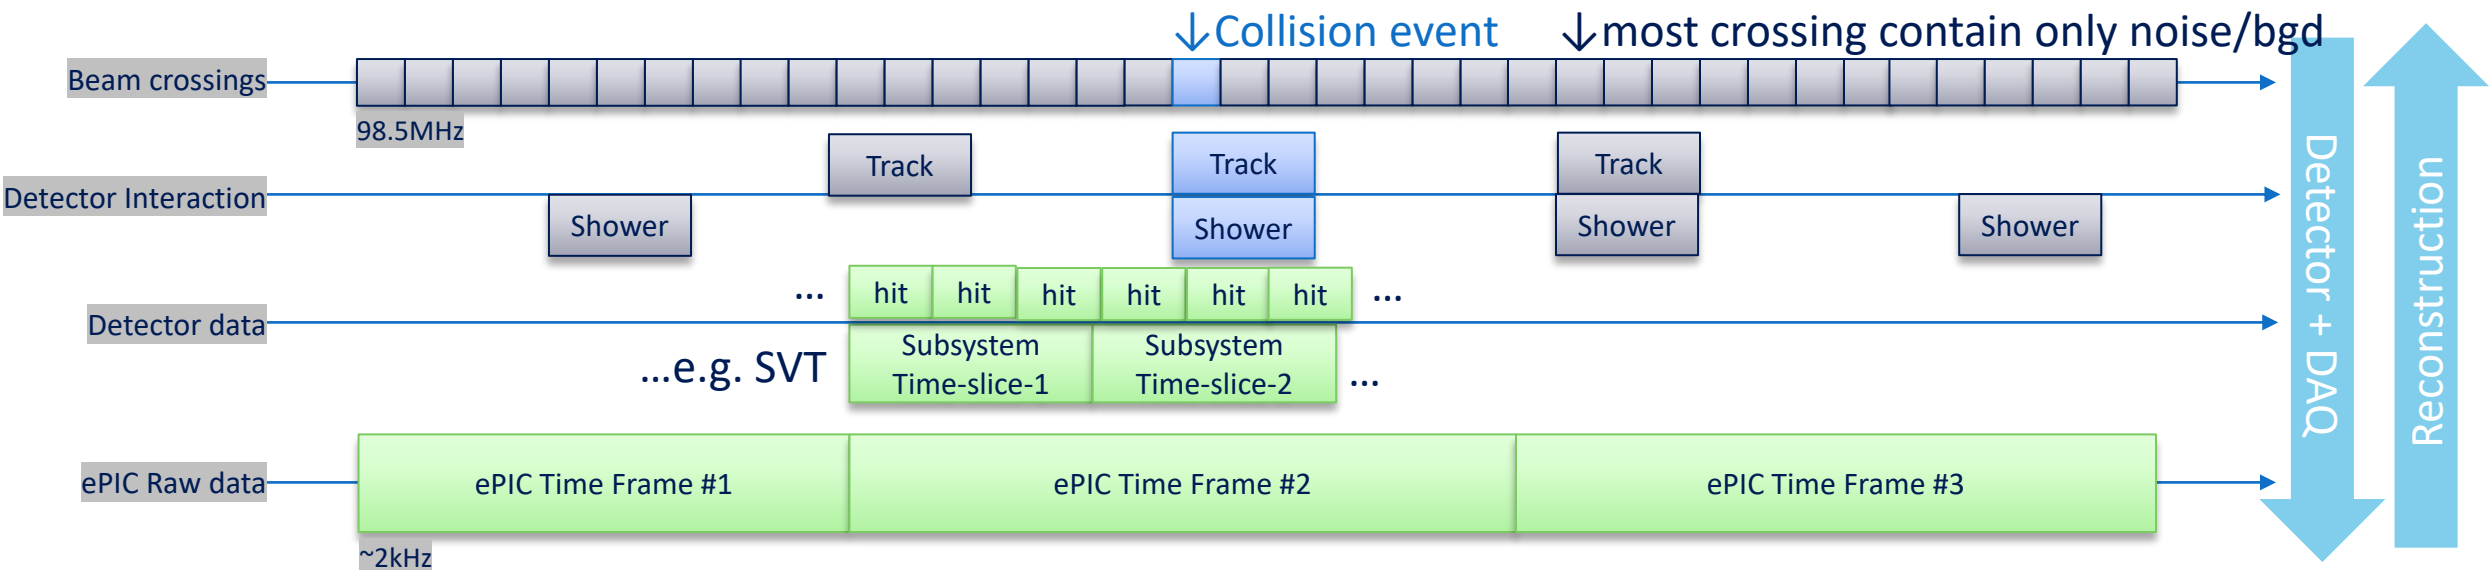 ↓Collision event
↓most crossing contain only noise/bgd
Beam crossings
98.5MHz
Detector Interaction
Shower
Track
Track
Shower
Track
Shower
Shower
Detector data
... hit hit hit hit hit hit ...
...e.g. SVT
Subsystem
Time-slice-1
Subsystem
Time-slice-2
...
ePIC Raw data
ePIC Time Frame #1
ePIC Time Frame #2
ePIC Time Frame #3
~2kHz
Detector + DAQ
Reconstruction